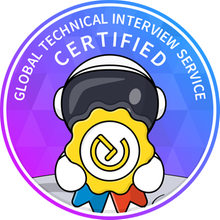 GLOBAL TECHNICAL INTERVIEW SERVICE
CERTIFIED